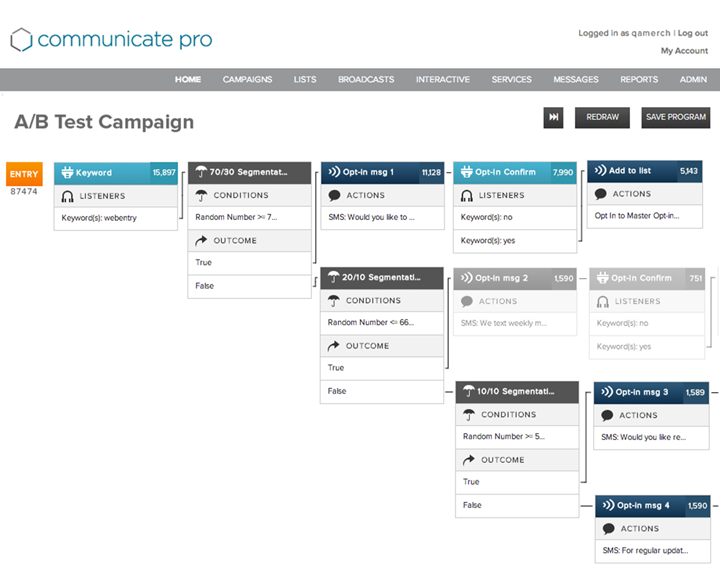 communicate pro
Logged in as qamerch | Log out
My Account
HOME CAMPAIGNS LISTS BROADCASTS INTERACTIVE SERVICES MESSAGES REPORTS ADMIN
A/B Test Campaign
REDRAW
SAVE PROGRAM
ENTRY
87474
Keyword 15,897
LISTENERS
Keyword(s): webentry
70/30 Segmentat...
CONDITIONS
Random Number >= 7...
OUTCOME
True
False
Opt-in msg 1 11,128
ACTIONS
SMS: Would you like to ...
Opt-In Confirm 7,990
LISTENERS
Keyword(s): no
Keyword(s): yes
Add to list 5,143
ACTIONS
Opt In to Master Opt-in...
20/10 Segmentati...
CONDITIONS
Random Number <= 66...
OUTCOME
True
False
Opt-in msg 2 1,590
ACTIONS
SMS: We text weekly m...
Opt-In Confirm 751
LISTENERS
Keyword(s): no
Keyword(s): yes
10/10 Segmentati...
CONDITIONS
Random Number >= 5...
OUTCOME
True
False
Opt-in msg 3 1,589
ACTIONS
SMS: Would you like re...
Opt-in msg 4 1,590
ACTIONS
SMS: For regular updat...